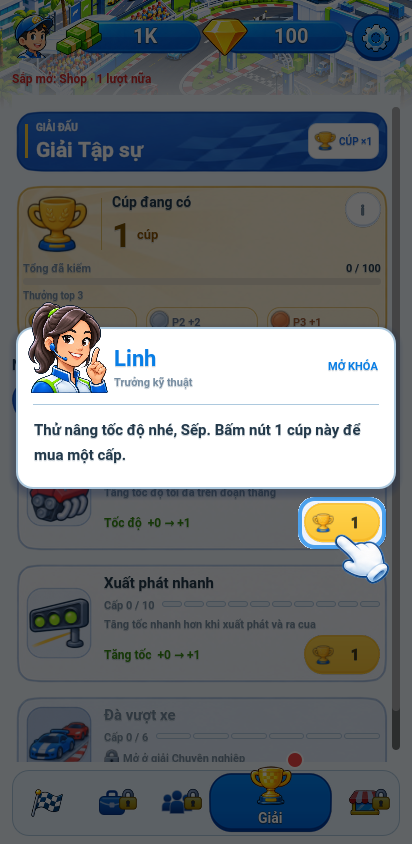 1K
100
Sắp mở: Shop · 1 lượt nữa
GIẢI ĐẤU
Giải Tập sự
CÚP ×1
Cúp đang có
1 cúp
Tổng đã kiếm
0 / 100
Thưởng top 3
P2 +2
P3 +1
Linh
Trưởng kỹ thuật
MỞ KHÓA
Thử nâng tốc độ nhé, Sếp. Bấm nút 1 cúp này để
mua một cấp.
Tăng tốc độ tối đa trên đoạn thẳng
Tốc độ +0 → +1
1
Xuất phát nhanh
Cấp 0 / 10
Tăng tốc nhanh hơn khi xuất phát và ra cua
Tăng tốc +0 → +1
1
Đà vượt xe
Cấp 0 / 6
Mở ở giải Chuyên nghiệp
Giải